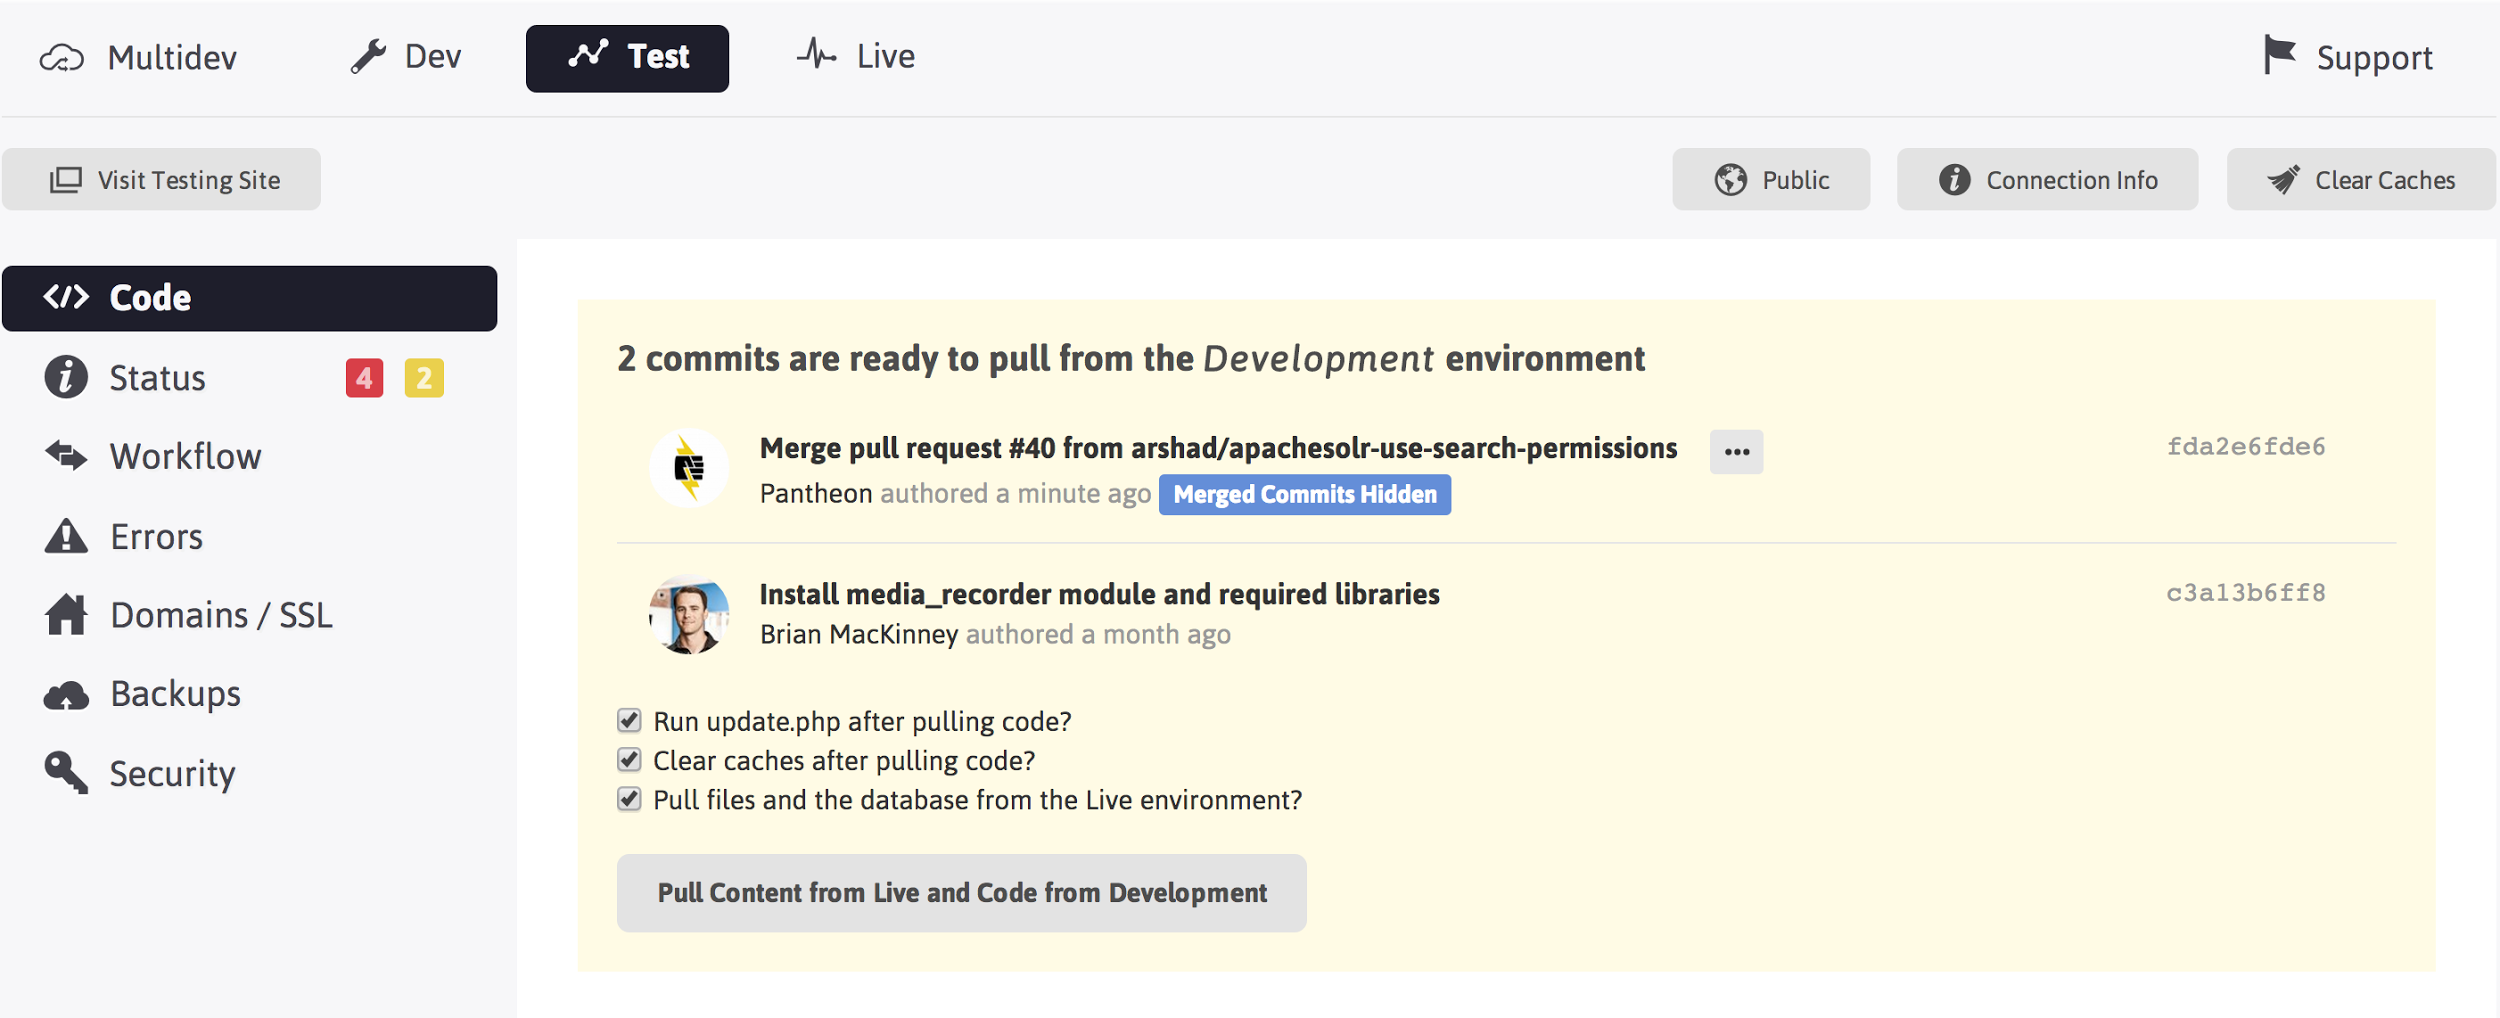 Multidev
Dev
Test
Live
Support
Visit Testing Site
Public
Connection Info
Clear Caches
Code
Status 4 2
Workflow
Errors
Domains / SSL
Backups
Security
2 commits are ready to pull from the Development environment
Merge pull request #40 from arshad/apachesolr-use-search-permissions ••• fda2e6fde6
Pantheon authored a minute ago Merged Commits Hidden
Install media_recorder module and required libraries c3a13b6ff8
Brian MacKinney authored a month ago
Run update.php after pulling code?
Clear caches after pulling code?
Pull files and the database from the Live environment?
Pull Content from Live and Code from Development